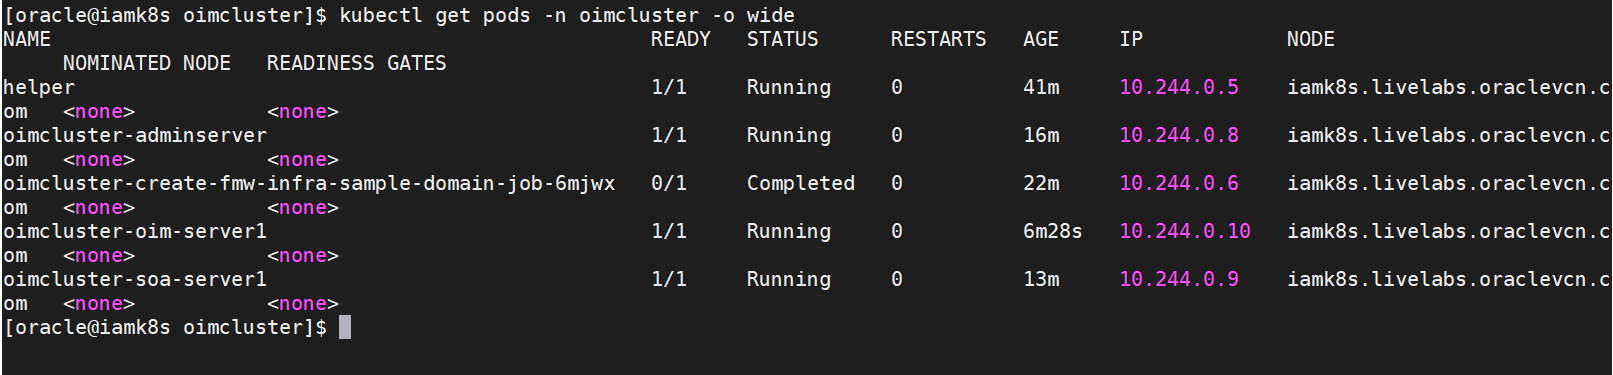 [oracle@iamk8s oimcluster]$ kubectl get pods -n oimcluster -o wide
NAME                                                  READY   STATUS      RESTARTS   AGE     IP            NODE
     NOMINATED NODE   READINESS GATES
helper                                                1/1     Running     0          41m     10.244.0.5    iamk8s.livelabs.oraclevcn.c
om   <none>           <none>
oimcluster-adminserver                                1/1     Running     0          16m     10.244.0.8    iamk8s.livelabs.oraclevcn.c
om   <none>           <none>
oimcluster-create-fmw-infra-sample-domain-job-6mjwx   0/1     Completed   0          22m     10.244.0.6    iamk8s.livelabs.oraclevcn.c
om   <none>           <none>
oimcluster-oim-server1                                1/1     Running     0          6m28s   10.244.0.10   iamk8s.livelabs.oraclevcn.c
om   <none>           <none>
oimcluster-soa-server1                                1/1     Running     0          13m     10.244.0.9    iamk8s.livelabs.oraclevcn.c
om   <none>           <none>
[oracle@iamk8s oimcluster]$